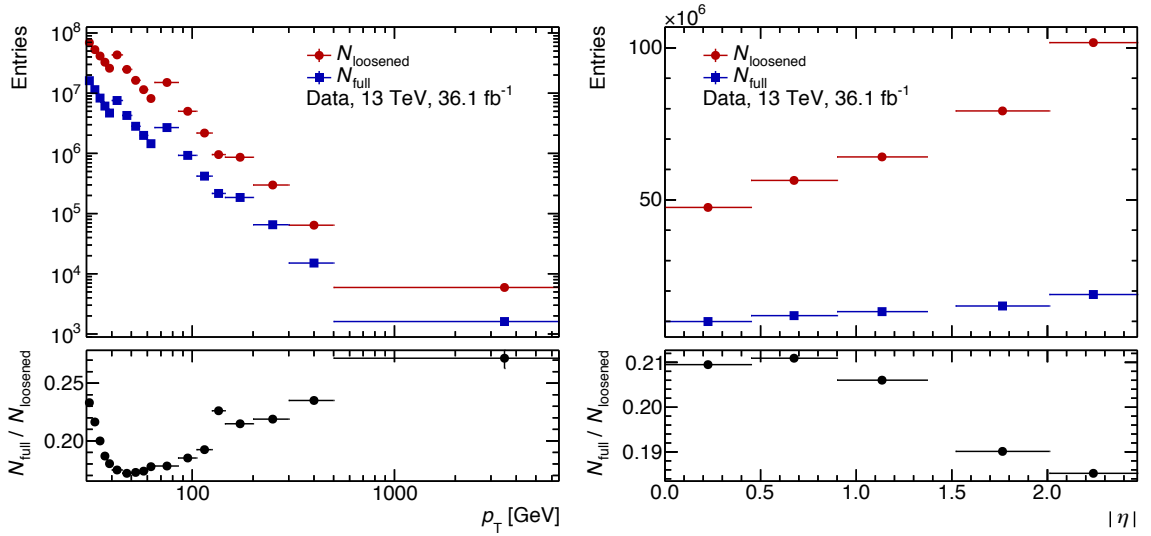 Entries
10^8
10^7
10^6
10^5
10^4
10^3
N_loosened
N_full
Data, 13 TeV, 36.1 fb^-1
N_full / N_loosened
0.25
0.20
100
1000
p_T [GeV]
×10^6
Entries
100
50
N_loosened
N_full
Data, 13 TeV, 36.1 fb^-1
N_full / N_loosened
0.21
0.20
0.19
0.0 0.5 1.0 1.5 2.0
| η |